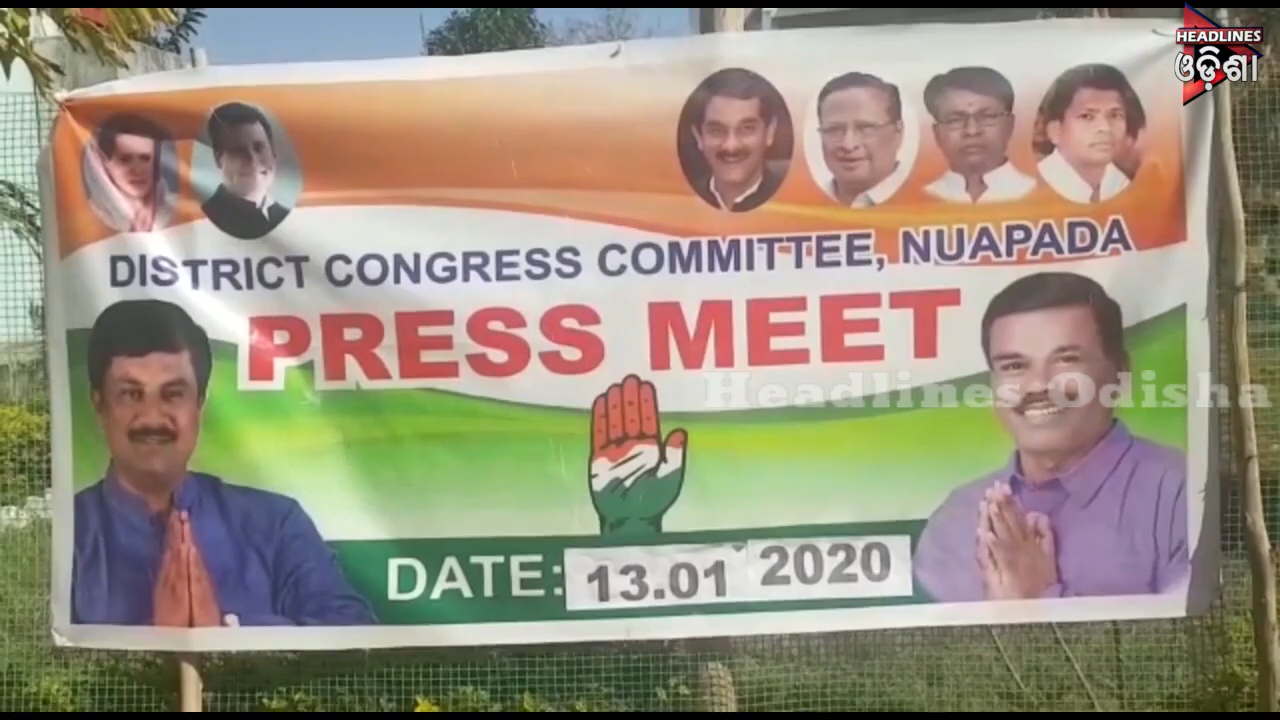 HEADLINES
ଓଡ଼ିଶା
DISTRICT CONGRESS COMMITTEE, NUAPADA
PRESS MEET
Headlines Odisha
DATE: 13.01 2020